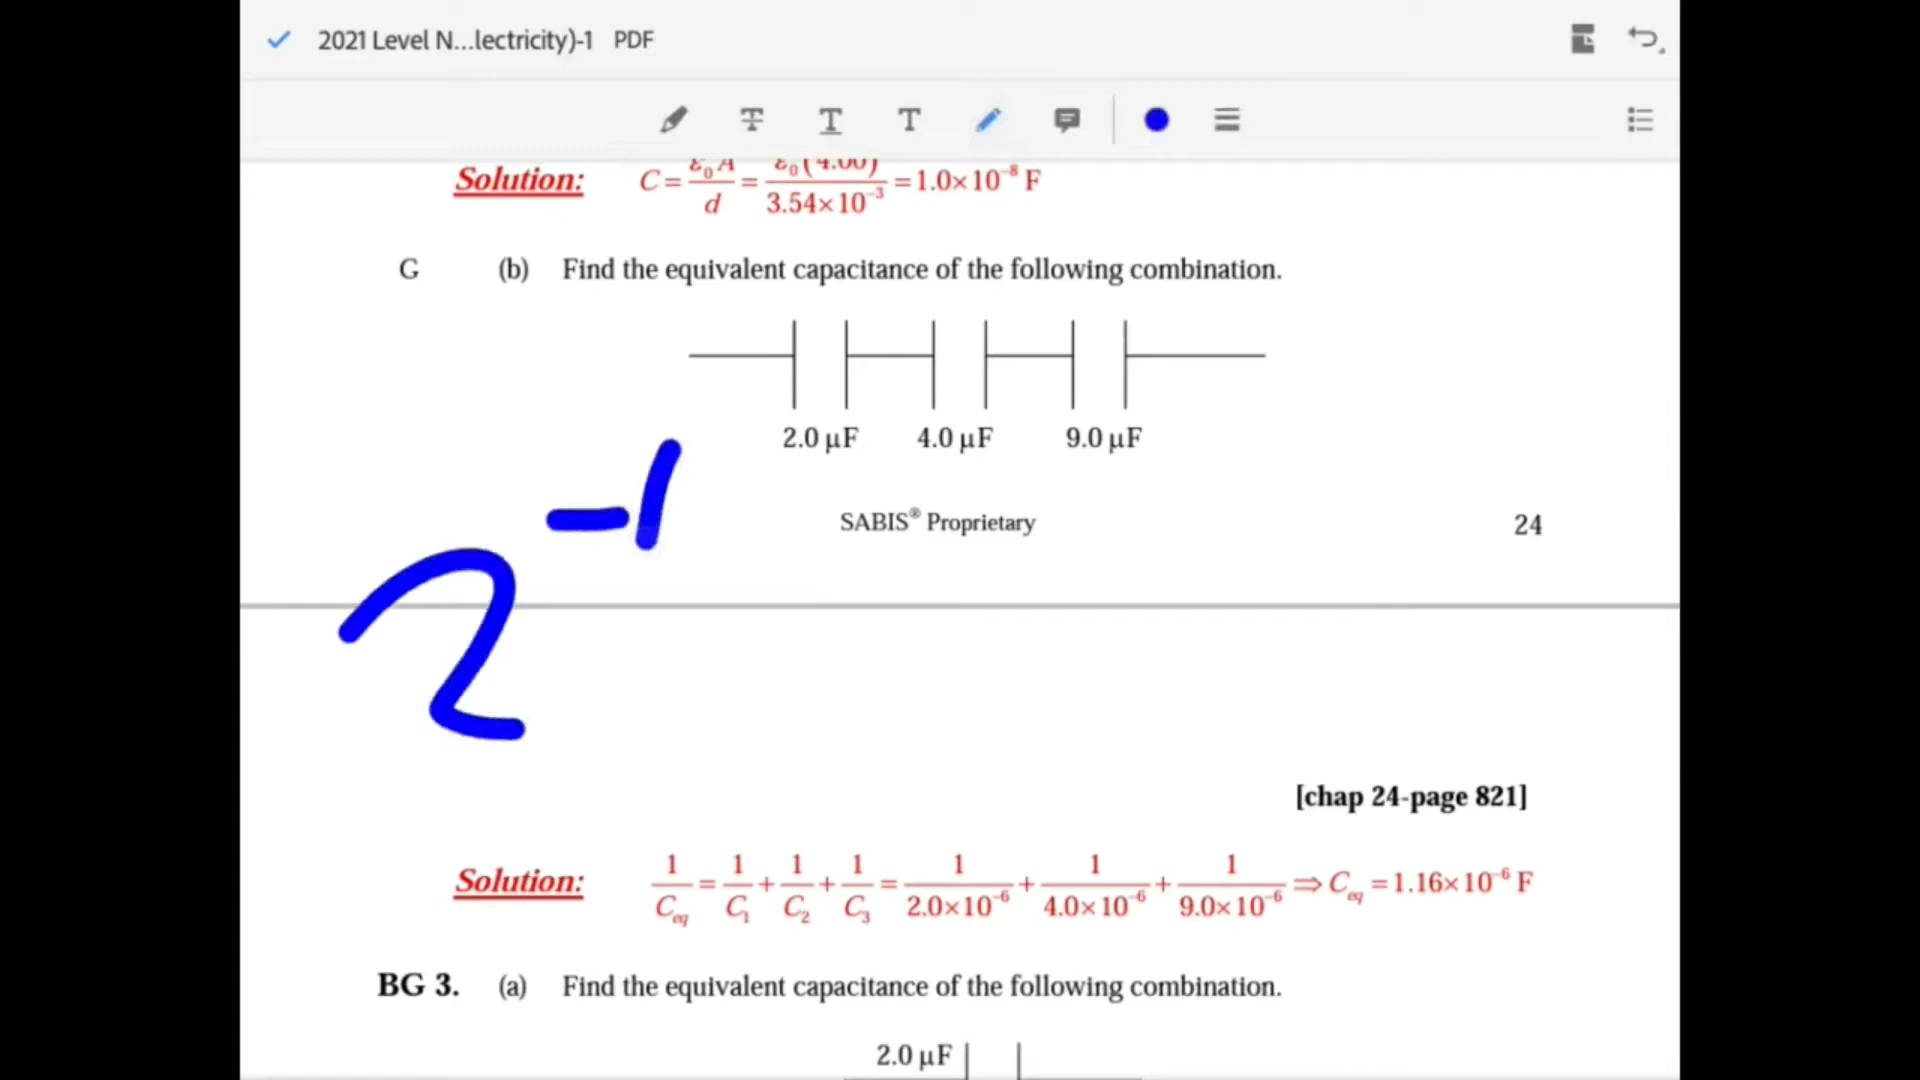 2021 Level N...lectricity)-1 PDF
Solution: C = ε₀A/d = ε₀(4.00)/3.54×10⁻³ = 1.0×10⁻⁸ F
G (b) Find the equivalent capacitance of the following combination.
2.0 µF 4.0 µF 9.0 µF
2⁻¹
SABIS® Proprietary 24
[chap 24-page 821]
Solution: 1/C_eq = 1/C₁ + 1/C₂ + 1/C₃ = 1/2.0×10⁻⁶ + 1/4.0×10⁻⁶ + 1/9.0×10⁻⁶ ⇒ C_eq = 1.16×10⁻⁶ F
BG 3. (a) Find the equivalent capacitance of the following combination.
2.0 µF